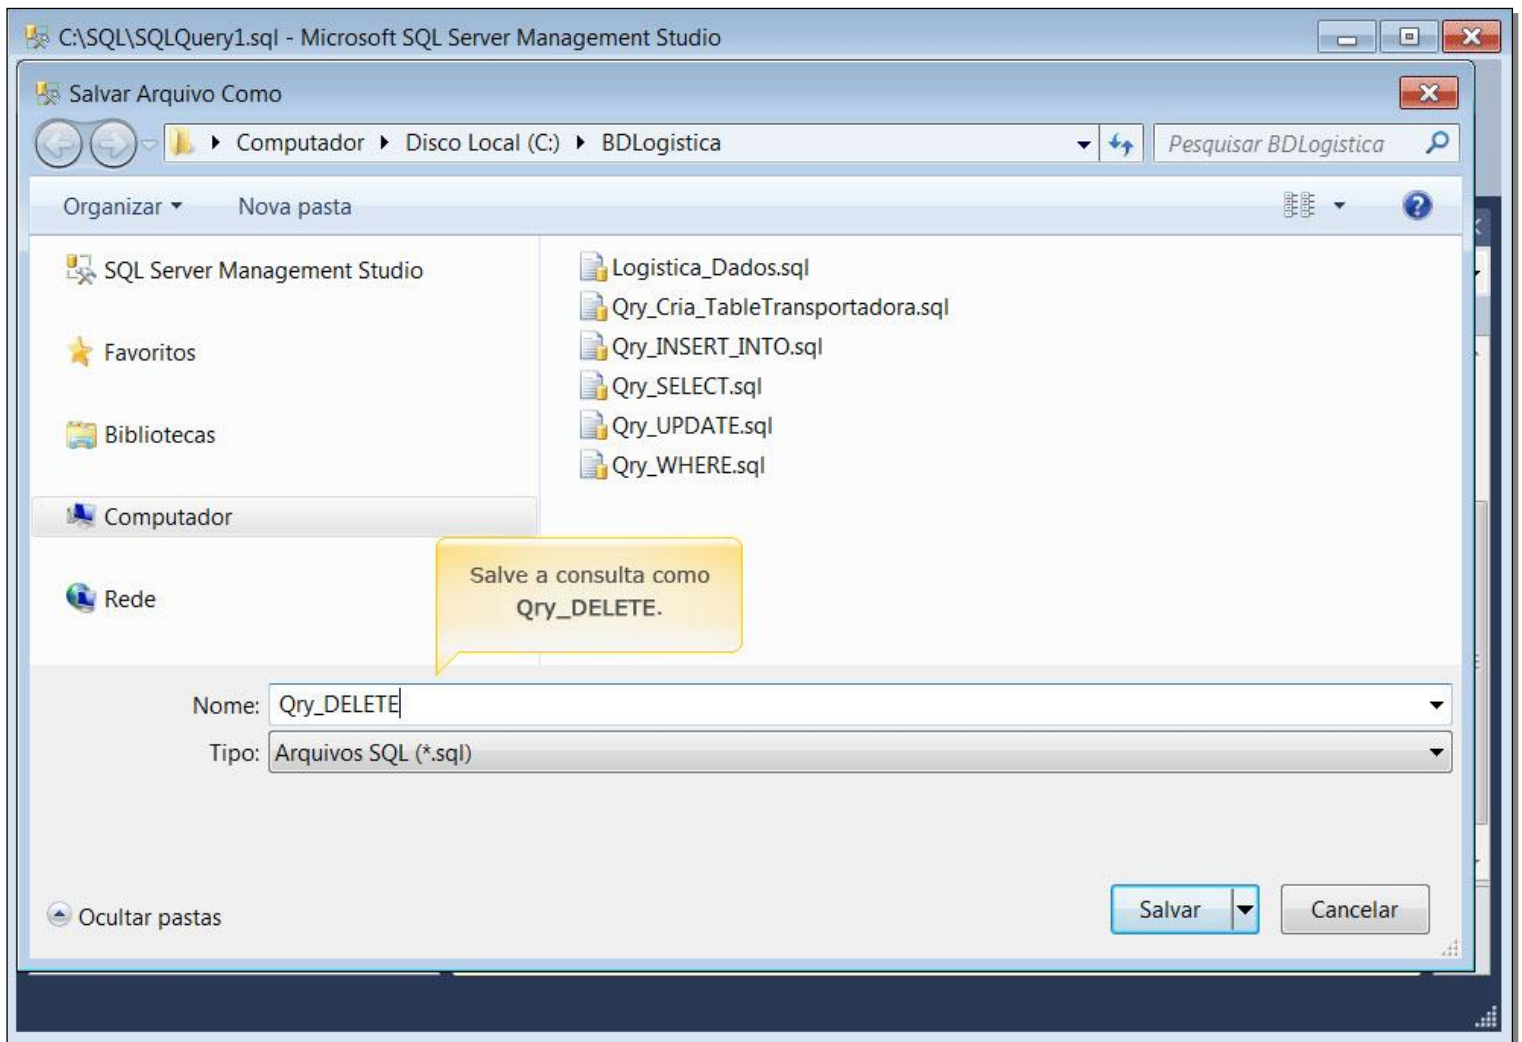 C:\SQL\SQLQuery1.sql - Microsoft SQL Server Management Studio
Salvar Arquivo Como
Computador Disco Local (C:) BDLogistica
Pesquisar BDLogistica
Organizar
Nova pasta
SQL Server Management Studio
Favoritos
Bibliotecas
Computador
Rede
Logistica_Dados.sql
Qry_Cria_TableTransportadora.sql
Qry_INSERT_INTO.sql
Qry_SELECT.sql
Qry_UPDATE.sql
Qry_WHERE.sql
Salve a consulta como
Qry_DELETE.
Nome: Qry_DELETE
Tipo: Arquivos SQL (*.sql)
Ocultar pastas
Salvar
Cancelar